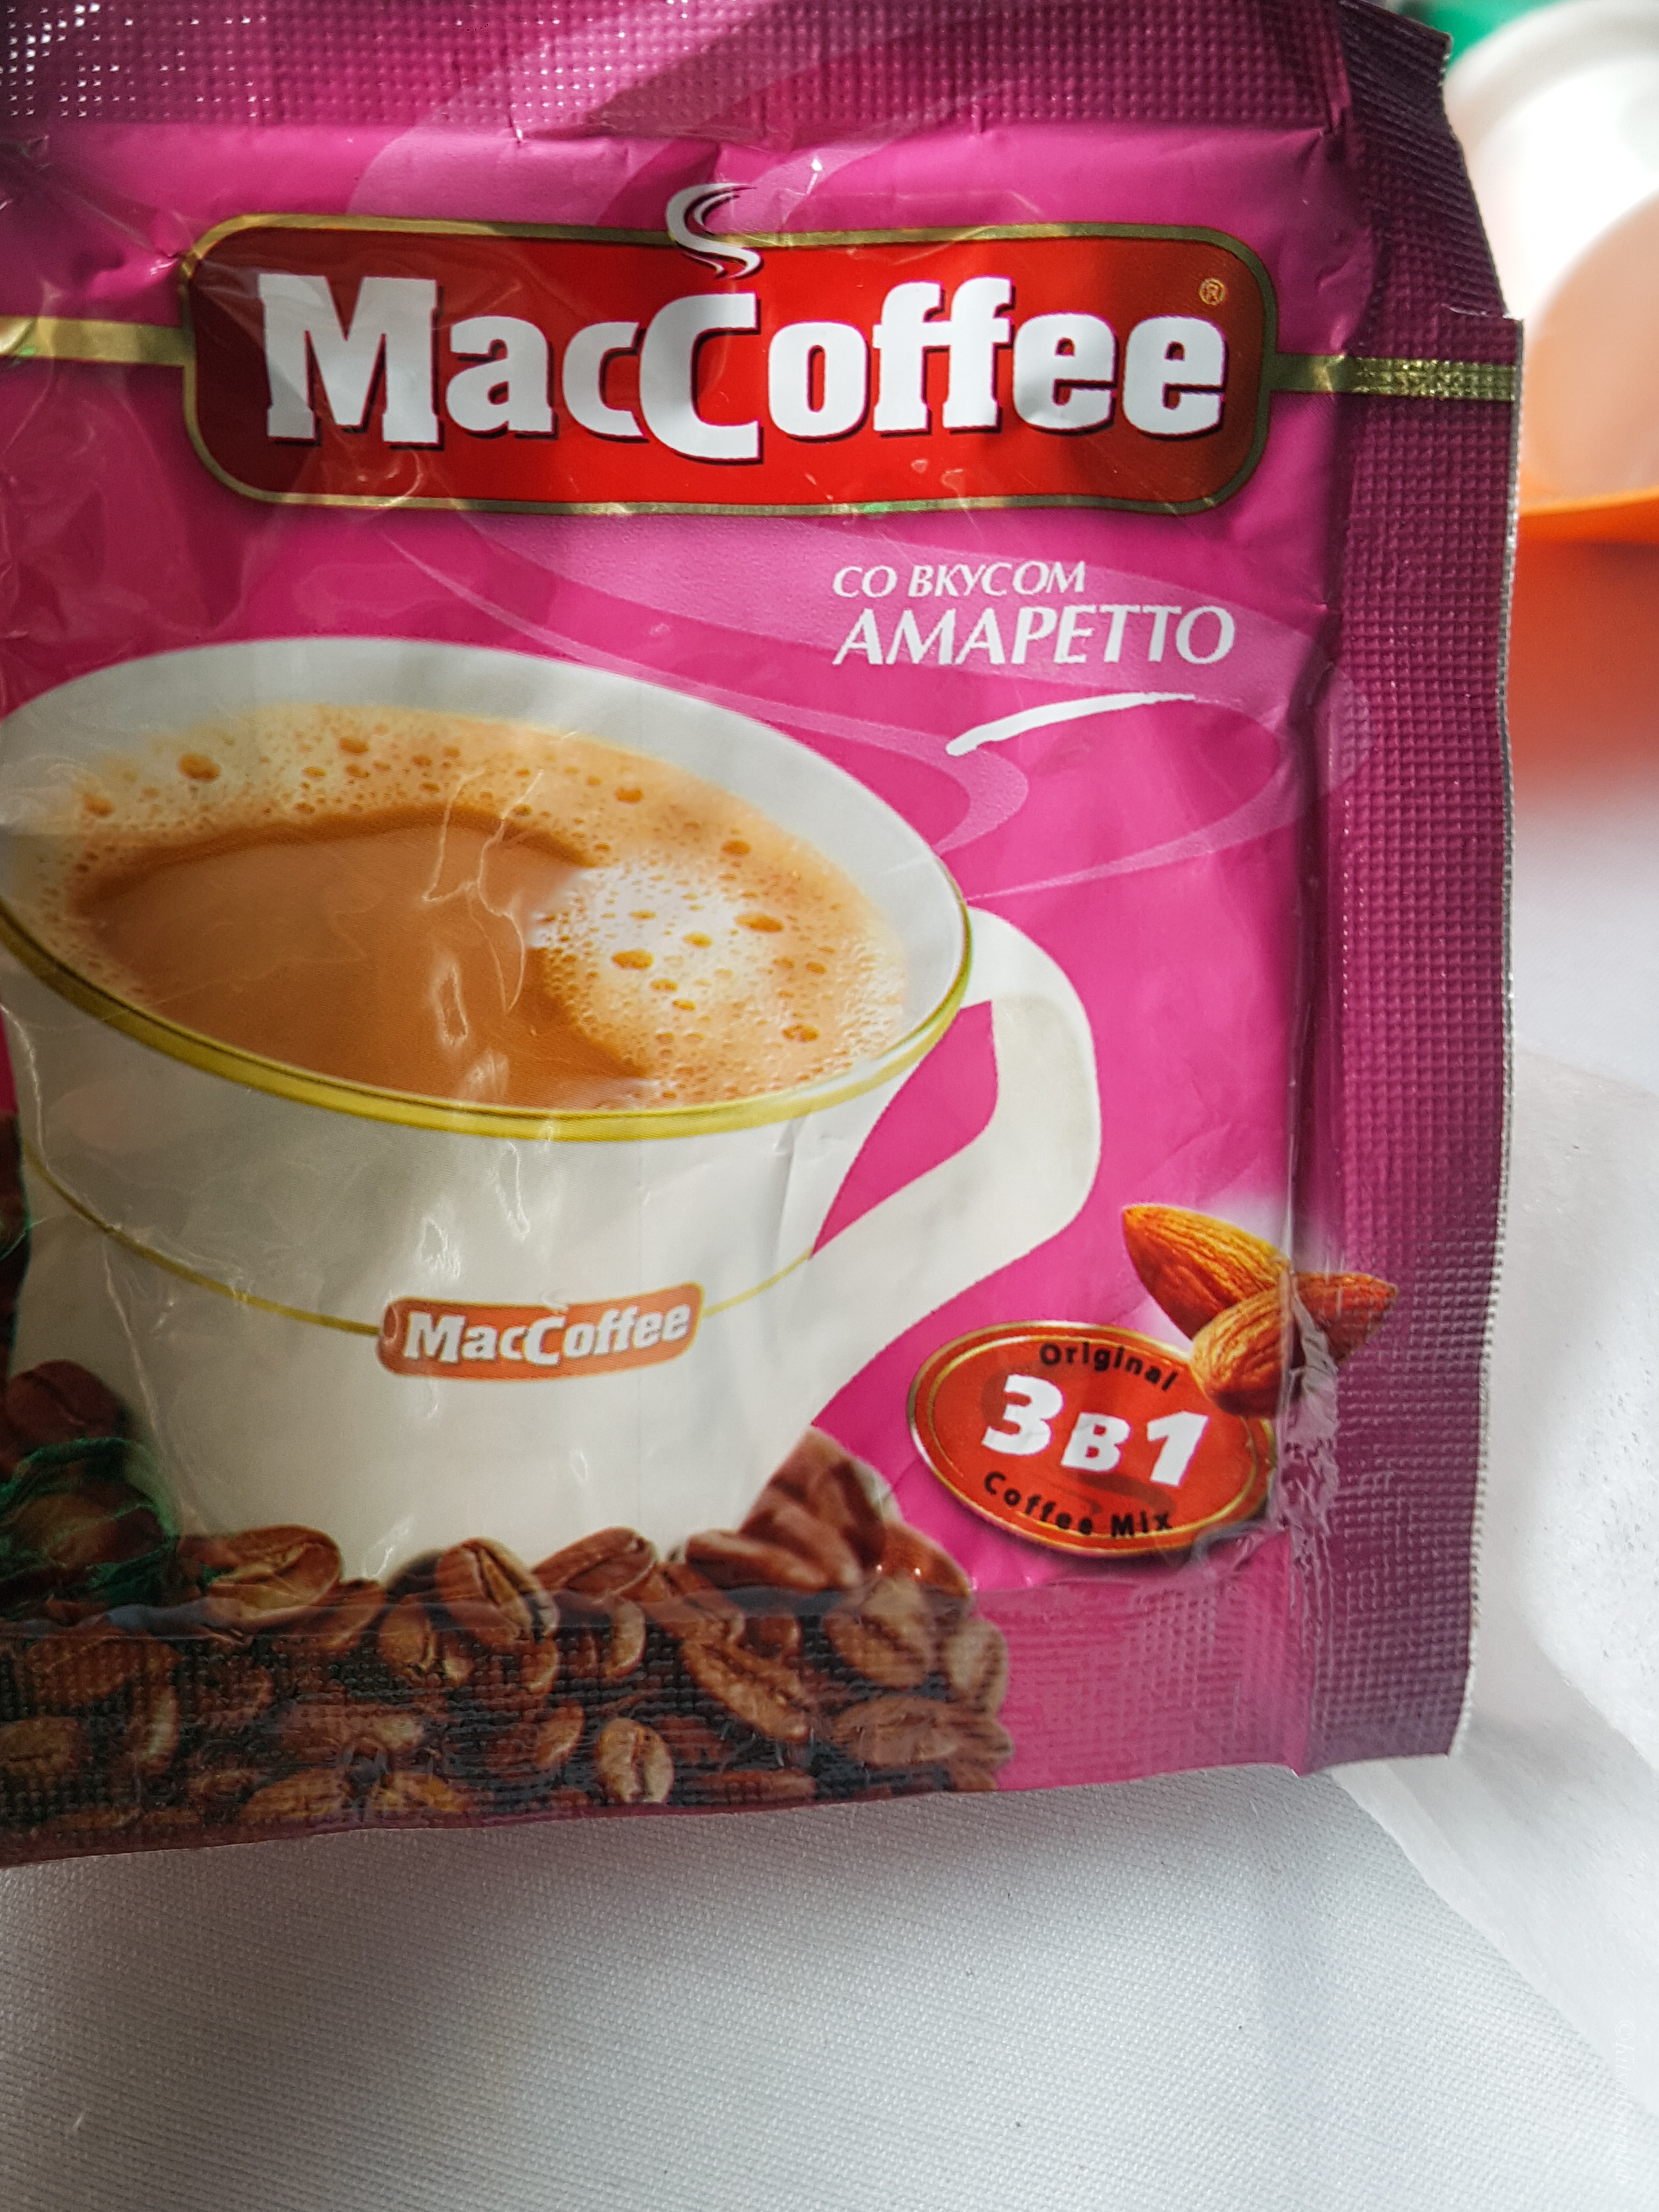 MacCoffee ®
СО ВКУСОМ
АМАРЕТТО
MacCoffee
Original
3в1
Coffee Mix